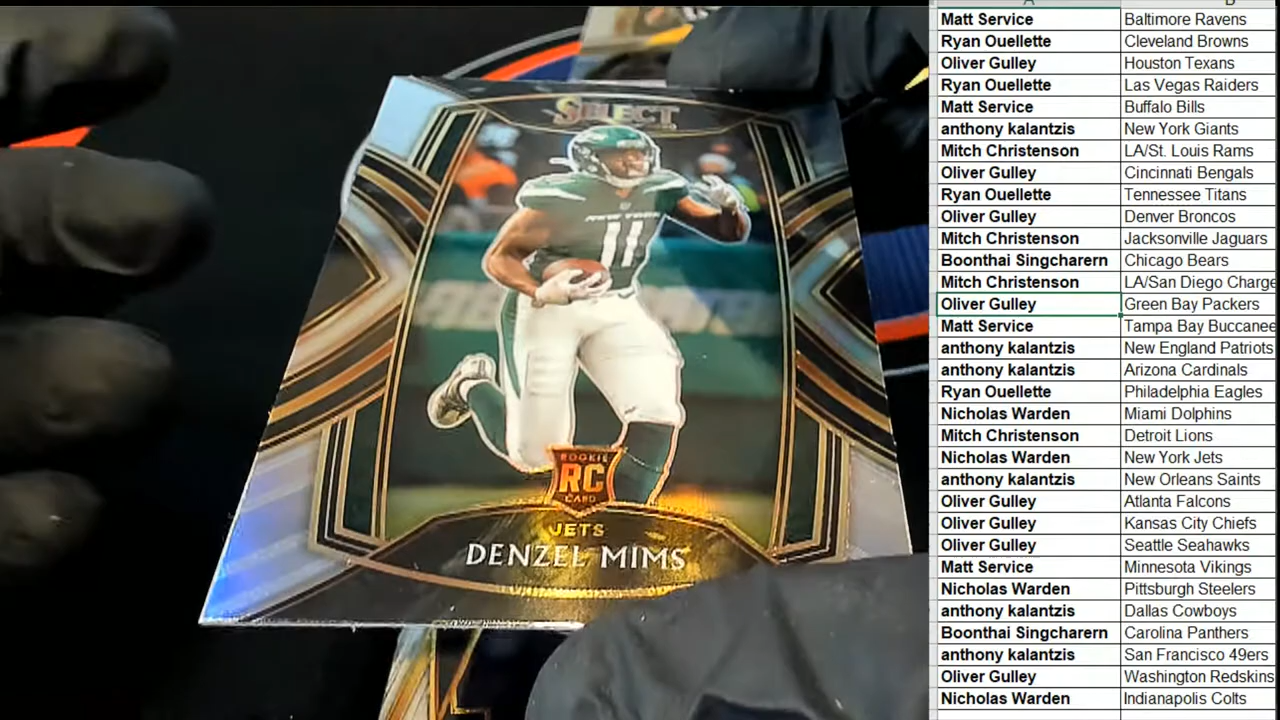 SELECT
NEW YORK
11
ROOKIE
RC
CARD
JETS
DENZEL MIMS
Matt Service Baltimore Ravens
Ryan Ouellette Cleveland Browns
Oliver Gulley Houston Texans
Ryan Ouellette Las Vegas Raiders
Matt Service Buffalo Bills
anthony kalantzis New York Giants
Mitch Christenson LA/St. Louis Rams
Oliver Gulley Cincinnati Bengals
Ryan Ouellette Tennessee Titans
Oliver Gulley Denver Broncos
Mitch Christenson Jacksonville Jaguars
Boonthai Singcharern Chicago Bears
Mitch Christenson LA/San Diego Charge
Oliver Gulley Green Bay Packers
Matt Service Tampa Bay Buccanee
anthony kalantzis New England Patriots
anthony kalantzis Arizona Cardinals
Ryan Ouellette Philadelphia Eagles
Nicholas Warden Miami Dolphins
Mitch Christenson Detroit Lions
Nicholas Warden New York Jets
anthony kalantzis New Orleans Saints
Oliver Gulley Atlanta Falcons
Oliver Gulley Kansas City Chiefs
Oliver Gulley Seattle Seahawks
Matt Service Minnesota Vikings
Nicholas Warden Pittsburgh Steelers
anthony kalantzis Dallas Cowboys
Boonthai Singcharern Carolina Panthers
anthony kalantzis San Francisco 49ers
Oliver Gulley Washington Redskins
Nicholas Warden Indianapolis Colts